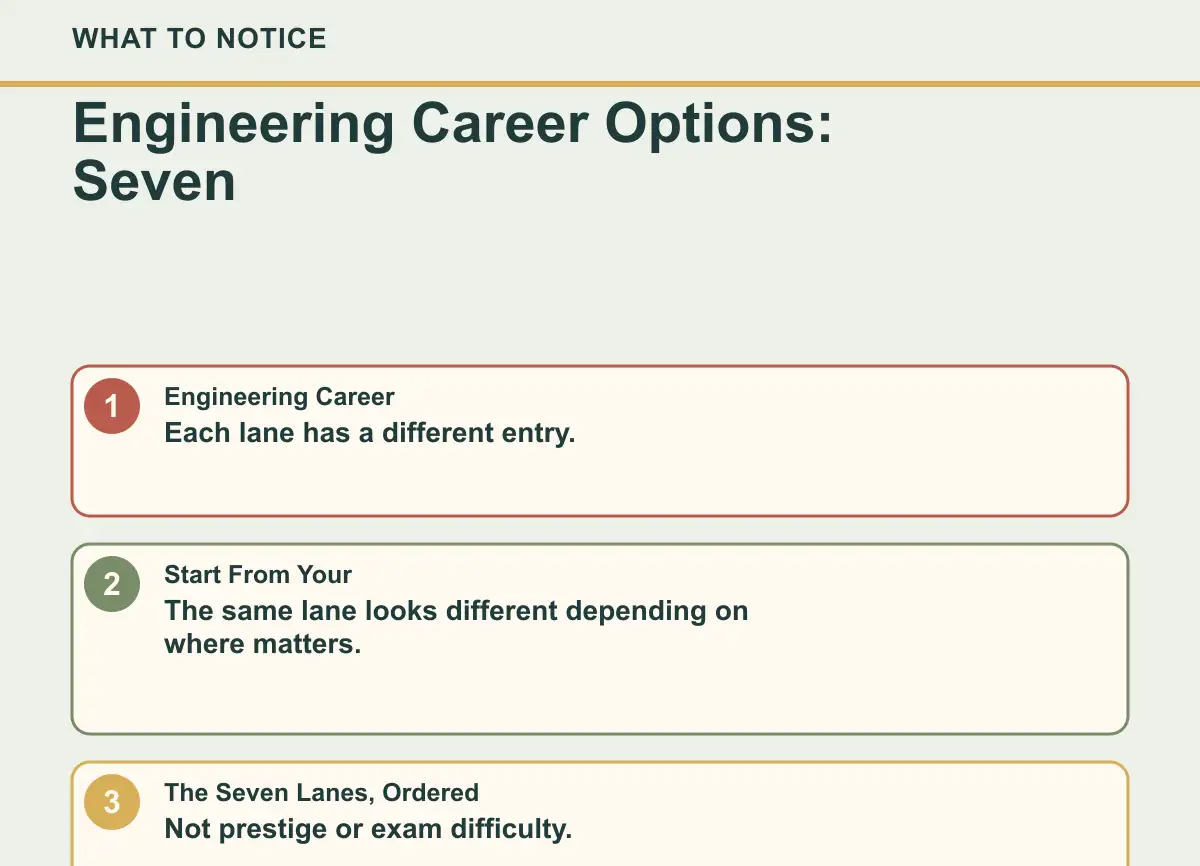 WHAT TO NOTICE
Engineering Career Options:
Seven
1
Engineering Career
Each lane has a different entry.
2
Start From Your
The same lane looks different depending on
where matters.
3
The Seven Lanes, Ordered
Not prestige or exam difficulty.